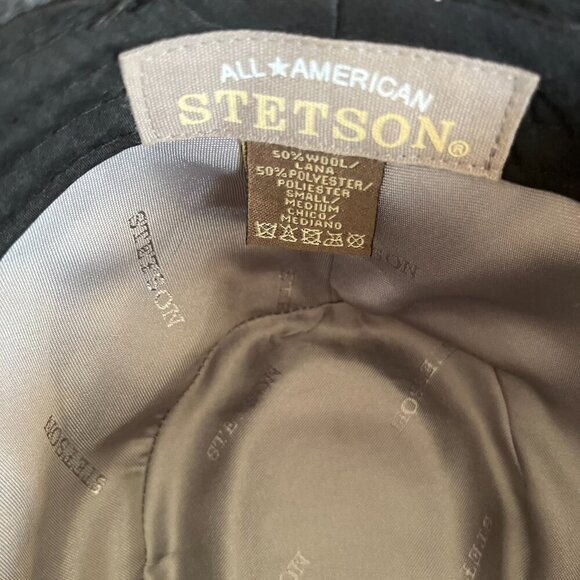 ALL★AMERICAN
STETSON®
50% WOOL/
LANA
50% POLYESTER/
POLIESTER
SMALL/
MEDIUM
CHICO/
MEDIANO
STETSON
STETSON
STETSON
STETSON
STETSON